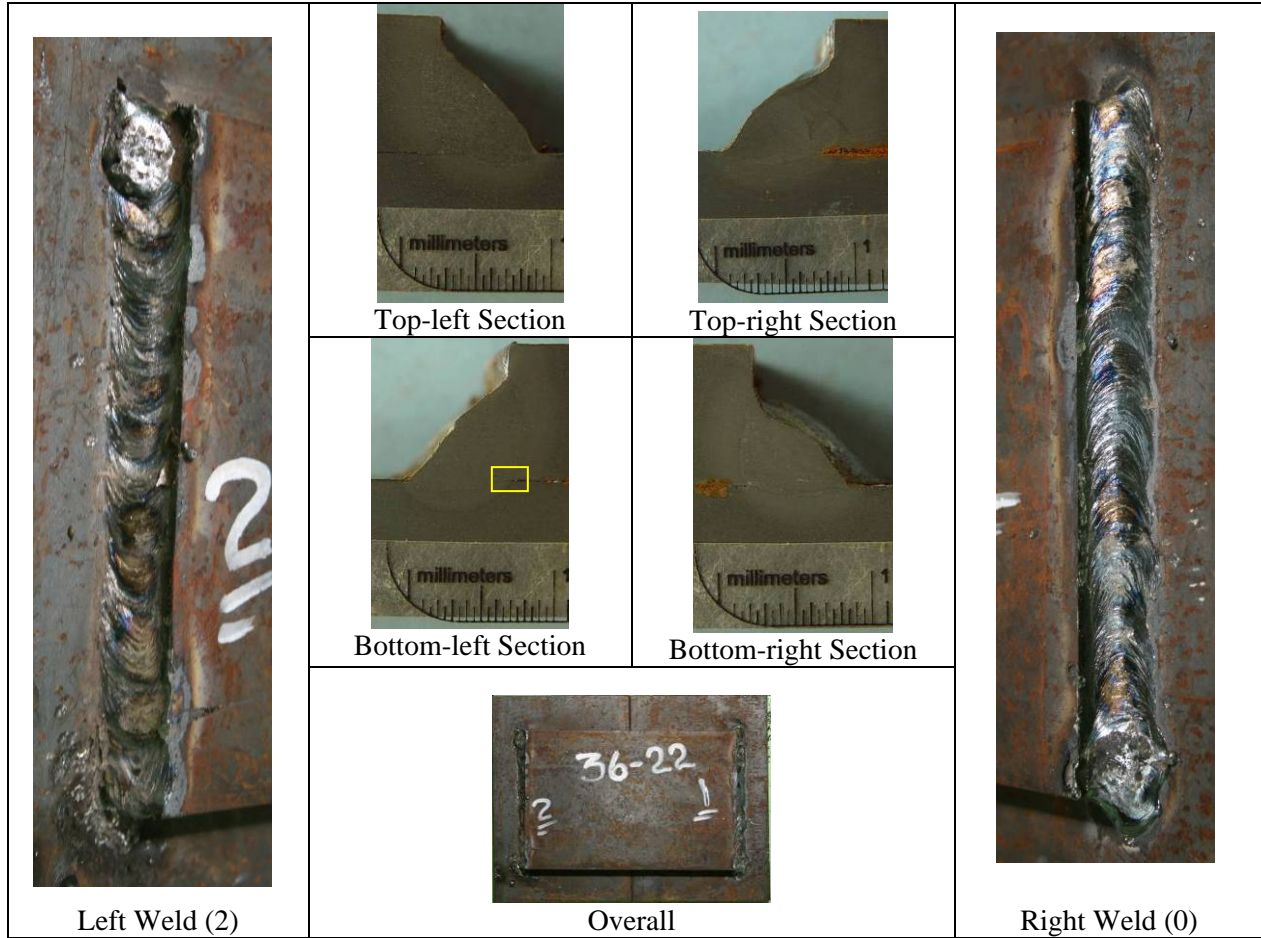 millimeters 1
Top-left Section
millimeters 1
Top-right Section
millimeters 1
Bottom-left Section
millimeters 1
Bottom-right Section
2
Left Weld (2)
36-22
2
1
Overall
Right Weld (0)